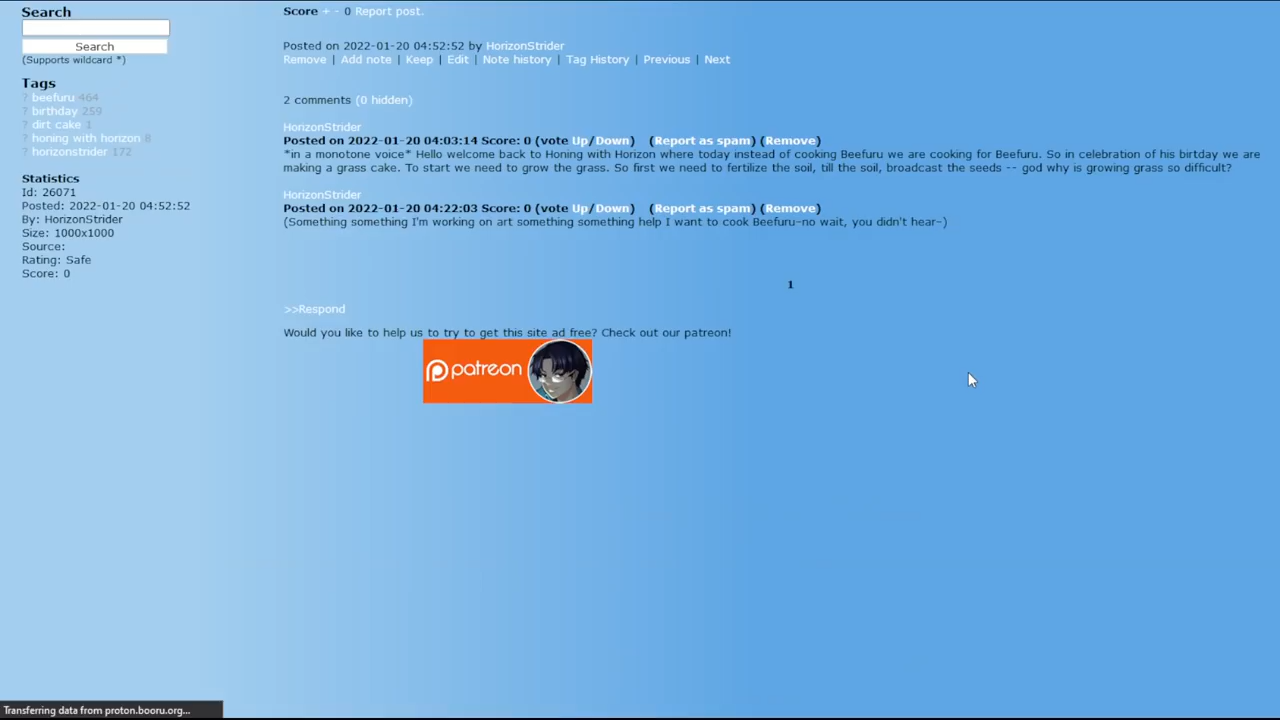 Search
Search
(Supports wildcard *)
Tags
? beefuru 464
? birthday 259
? dirt cake 1
? honing with horizon 8
? horizonstrider 172
Statistics
Id: 26071
Posted: 2022-01-20 04:52:52
By: HorizonStrider
Size: 1000x1000
Source:
Rating: Safe
Score: 0
Score + - 0 Report post.
Posted on 2022-01-20 04:52:52 by HorizonStrider
Remove | Add note | Keep | Edit | Note history | Tag History | Previous | Next
2 comments (0 hidden)
HorizonStrider
Posted on 2022-01-20 04:03:14 Score: 0 (vote Up/Down) (Report as spam) (Remove)
*in a monotone voice* Hello welcome back to Honing with Horizon where today instead of cooking Beefuru we are cooking for Beefuru. So in celebration of his birtday we are
making a grass cake. To start we need to grow the grass. So first we need to fertilize the soil, till the soil, broadcast the seeds -- god why is growing grass so difficult?
HorizonStrider
Posted on 2022-01-20 04:22:03 Score: 0 (vote Up/Down) (Report as spam) (Remove)
(Something something I'm working on art something something help I want to cook Beefuru–no wait, you didn't hear–)
1
>>Respond
Would you like to help us to try to get this site ad free? Check out our patreon!
patreon
Transferring data from proton.booru.org...